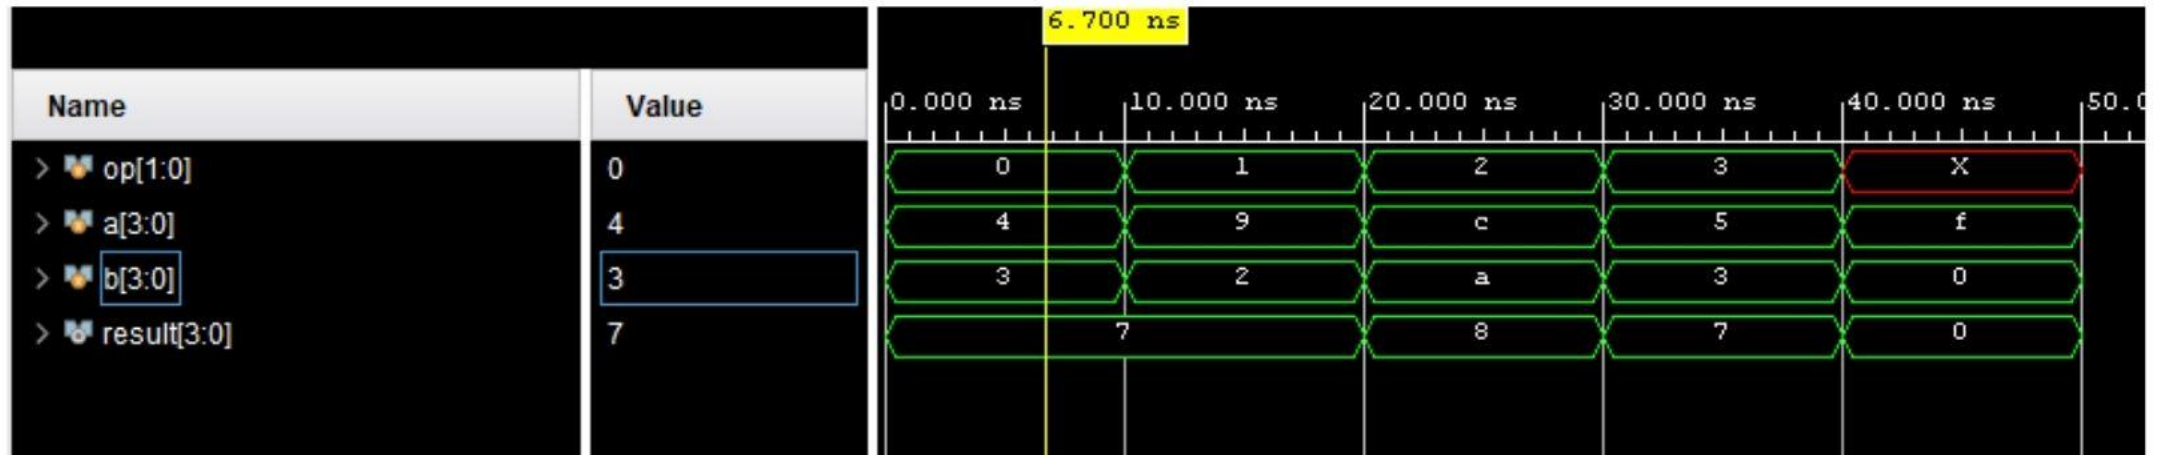 6.700 ns
Name Value 0.000 ns 10.000 ns 20.000 ns 30.000 ns 40.000 ns 50.0
op[1:0] 0 0 1 2 3 X
a[3:0] 4 4 9 c 5 f
b[3:0] 3 3 2 a 3 0
result[3:0] 7 7 8 7 0